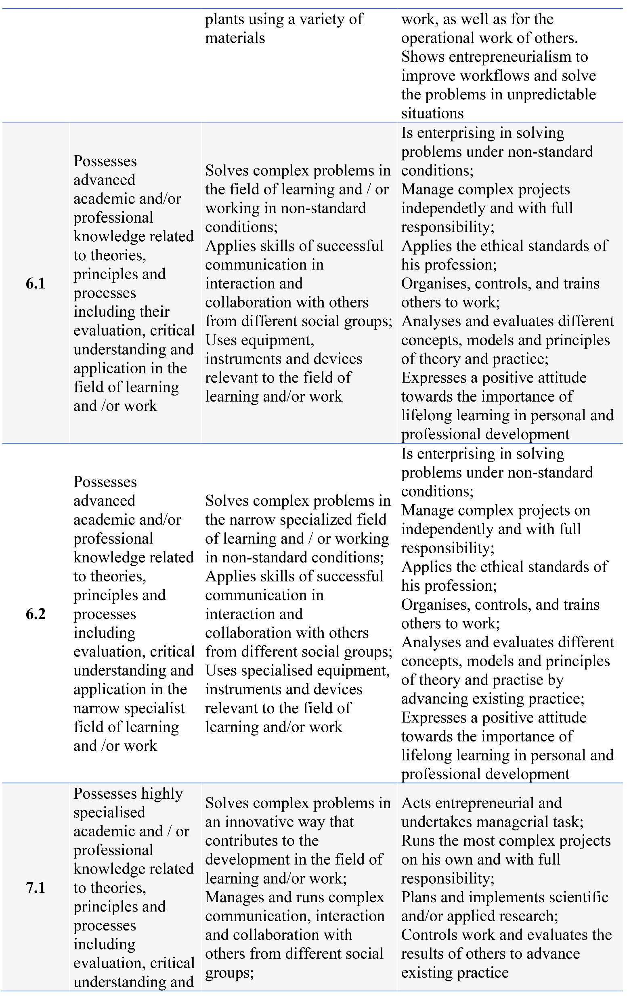 plants using a variety of
materials
work, as well as for the
operational work of others.
Shows entrepreneurialism to
improve workflows and solve
the problems in unpredictable
situations
6.1
Possesses
advanced
academic and/or
professional
knowledge related
to theories,
principles and
processes
including their
evaluation, critical
understanding and
application in the
field of learning
and /or work
Solves complex problems in
the field of learning and / or
working in non-standard
conditions;
Applies skills of successful
communication in
interaction and
collaboration with others
from different social groups;
Uses equipment,
instruments and devices
relevant to the field of
learning and/or work
Is enterprising in solving
problems under non-standard
conditions;
Manage complex projects
independetly and with full
responsibility;
Applies the ethical standards of
his profession;
Organises, controls, and trains
others to work;
Analyses and evaluates different
concepts, models and principles
of theory and practice;
Expresses a positive attitude
towards the importance of
lifelong learning in personal and
professional development
6.2
Possesses
advanced
academic and/or
professional
knowledge related
to theories,
principles and
processes
including
evaluation, critical
understanding and
application in the
narrow specialist
field of learning
and /or work
Solves complex problems in
the narrow specialized field
of learning and / or working
in non-standard conditions;
Applies skills of successful
communication in
interaction and
collaboration with others
from different social groups;
Uses specialised equipment,
instruments and devices
relevant to the field of
learning and/or work
Is enterprising in solving
problems under non-standard
conditions;
Manage complex projects on
independently and with full
responsibility;
Applies the ethical standards of
his profession;
Organises, controls, and trains
others to work;
Analyses and evaluates different
concepts, models and principles
of theory and practise by
advancing existing practice;
Expresses a positive attitude
towards the importance of
lifelong learning in personal and
professional development
7.1
Possesses highly
specialised
academic and / or
professional
knowledge related
to theories,
principles and
processes
including
evaluation, critical
understanding and
Solves complex problems in
an innovative way that
contributes to the
development in the field of
learning and/or work;
Manages and runs complex
communication, interaction
and collaboration with
others from different social
groups;
Acts entrepreneurial and
undertakes managerial task;
Runs the most complex projects
on his own and with full
responsibility;
Plans and implements scientific
and/or applied research;
Controls work and evaluates the
results of others to advance
existing practice